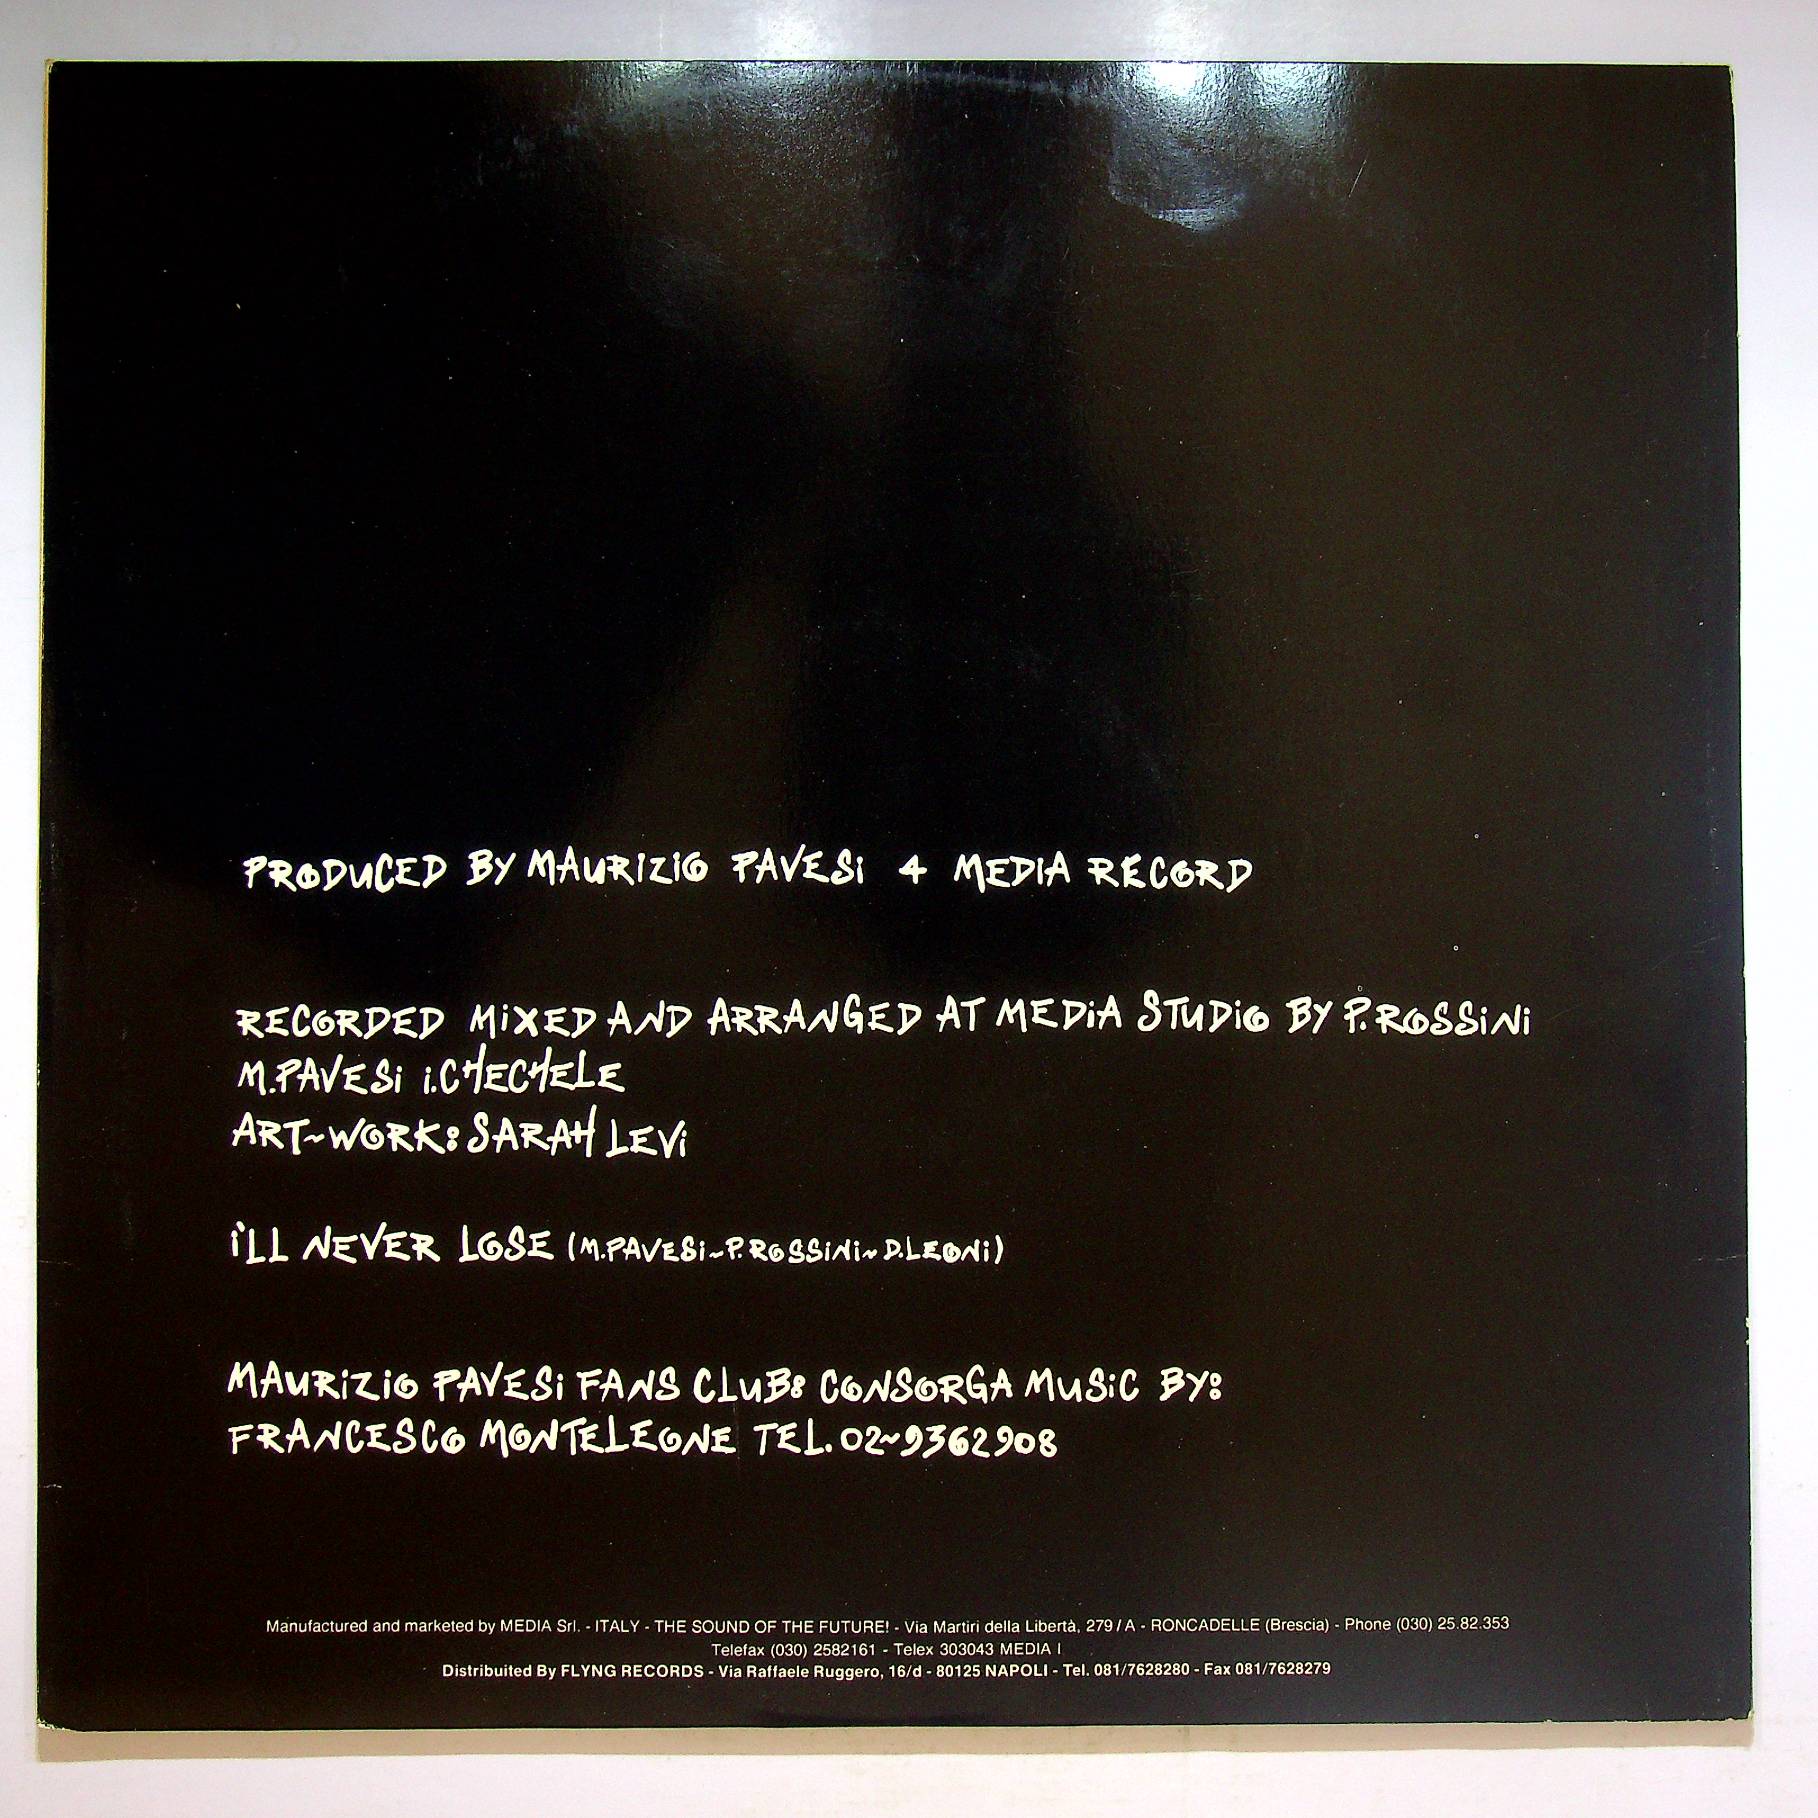 PRODUCED BY MAURIZIO PAVESI 4 MEDIA RECORD
RECORDED MIXED AND ARRANGED AT MEDIA STUDIO BY P. ROSSINI
M.PAVESI I.CHECHELE
ART~WORK: SARAH LEVI
I'LL NEVER LOSE (M.PAVESI~P.ROSSINI~D.LEONI)
MAURIZIO PAVESI FANS CLUB: CONSORGA MUSIC BY:
FRANCESCO MONTELEONE TEL. 02~9362908
Manufactured and marketed by MEDIA Srl. - ITALY - THE SOUND OF THE FUTURE! - Via Martiri della Libertà, 279 / A - RONCADELLE (Brescia) - Phone (030) 25.82.353
Telefax (030) 2582161 - Telex 303043 MEDIA I
Distribuited By FLYNG RECORDS - Via Raffaele Ruggero, 16/d - 80125 NAPOLI - Tel. 081/7628280 - Fax 081/7628279